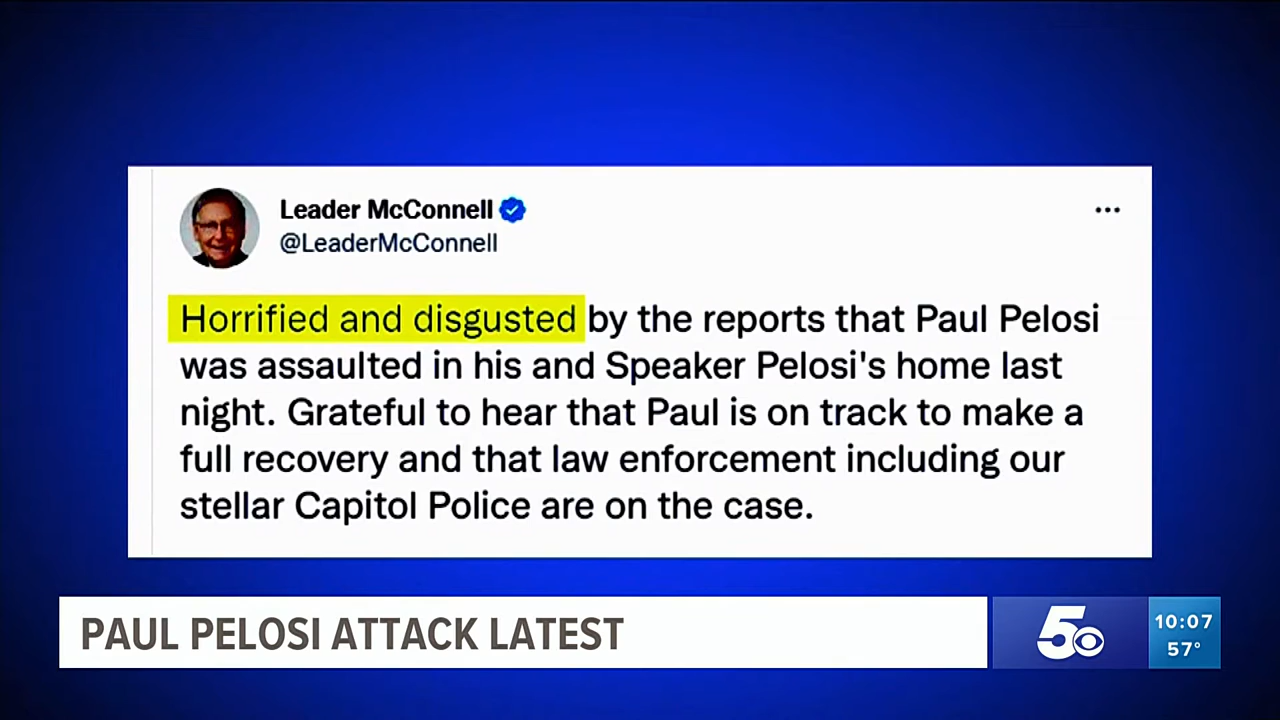 Leader McConnell
@LeaderMcConnell
Horrified and disgusted by the reports that Paul Pelosi
was assaulted in his and Speaker Pelosi's home last
night. Grateful to hear that Paul is on track to make a
full recovery and that law enforcement including our
stellar Capitol Police are on the case.
PAUL PELOSI ATTACK LATEST
5
10:07
57°